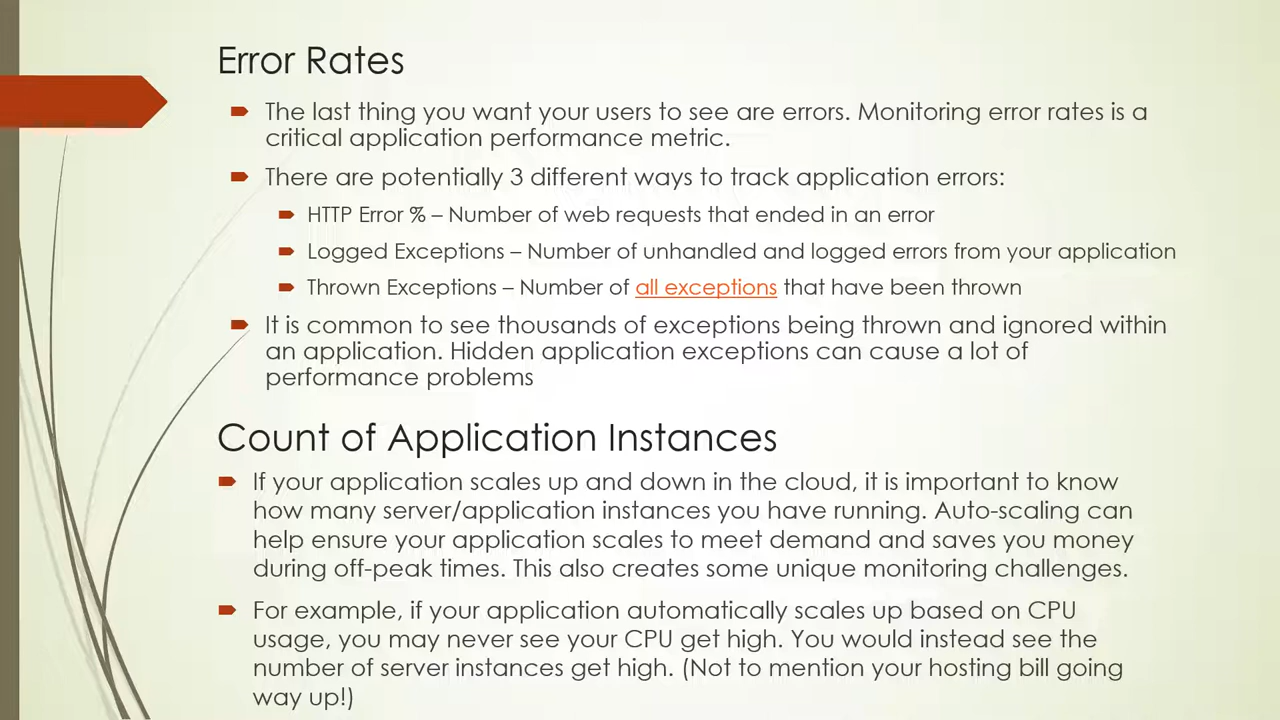 Error Rates
The last thing you want your users to see are errors. Monitoring error rates is a
critical application performance metric.
There are potentially 3 different ways to track application errors:
HTTP Error % – Number of web requests that ended in an error
Logged Exceptions – Number of unhandled and logged errors from your application
Thrown Exceptions – Number of all exceptions that have been thrown
It is common to see thousands of exceptions being thrown and ignored within
an application. Hidden application exceptions can cause a lot of
performance problems
Count of Application Instances
If your application scales up and down in the cloud, it is important to know
how many server/application instances you have running. Auto-scaling can
help ensure your application scales to meet demand and saves you money
during off-peak times. This also creates some unique monitoring challenges.
For example, if your application automatically scales up based on CPU
usage, you may never see your CPU get high. You would instead see the
number of server instances get high. (Not to mention your hosting bill going
way up!)